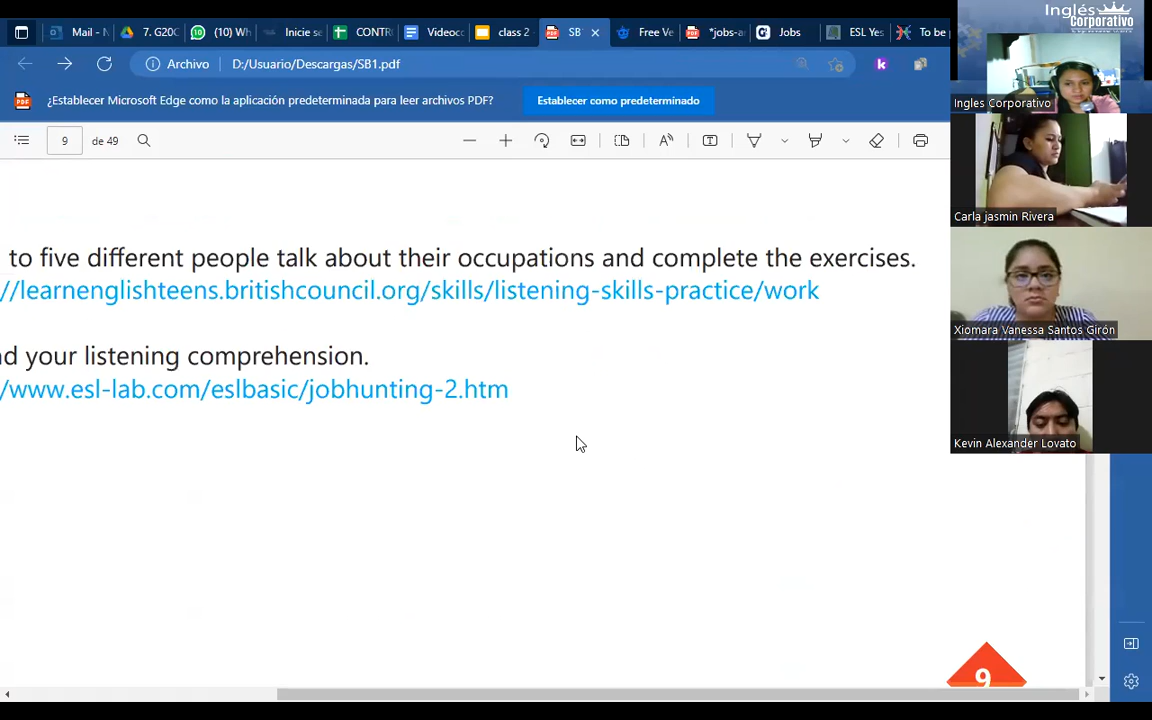 Mail - N
7. G20C
(10) Wh
Inicie se
CONTR
Videoco
class 2 -
SB
Free Ve
*jobs-a
Jobs
ESL Yes
To be p
Archivo
D:/Usuario/Descargas/SB1.pdf
¿Establecer Microsoft Edge como la aplicación predeterminada para leer archivos PDF?
Establecer como predeterminado
9 de 49
to five different people talk about their occupations and complete the exercises.
//learnenglishteens.britishcouncil.org/skills/listening-skills-practice/work
nd your listening comprehension.
/www.esl-lab.com/eslbasic/jobhunting-2.htm
9
Inglés
Corporativo
Ingles Corporativo
Carla jasmin Rivera
Xiomara Vanessa Santos Girón
Kevin Alexander Lovato